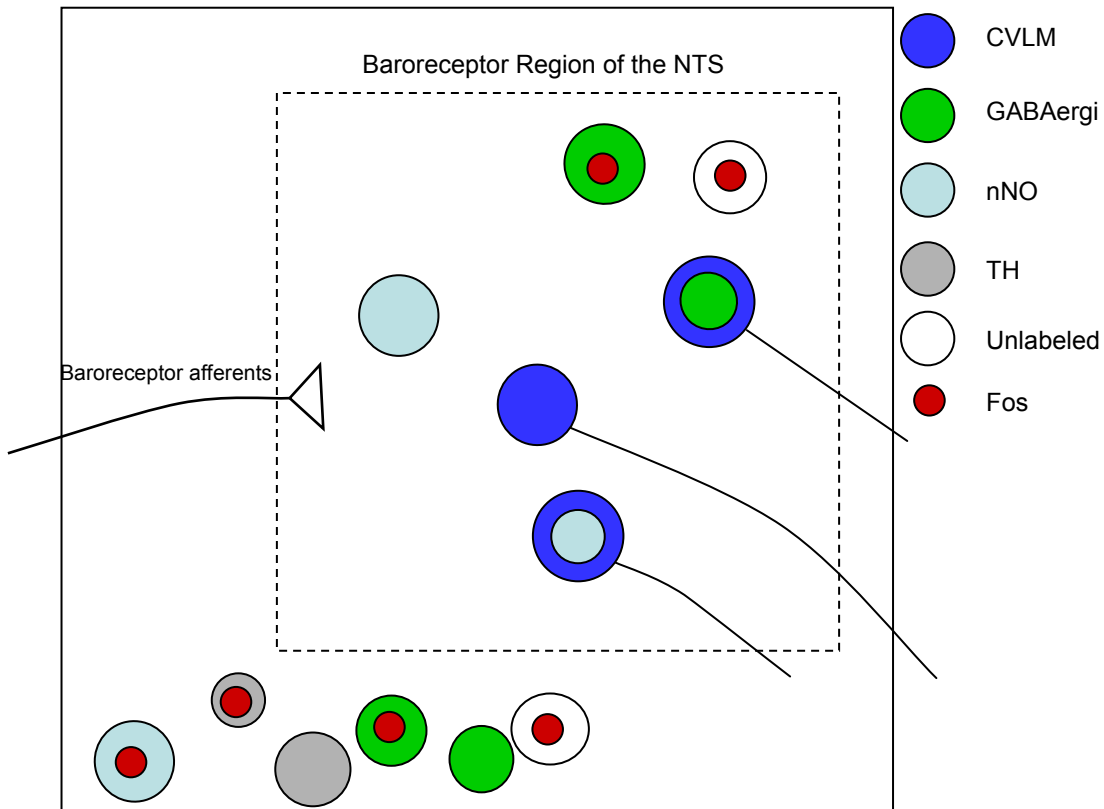 Baroreceptor Region of the NTS
Baroreceptor afferents
CVLM
GABAergi
nNO
TH
Unlabeled
Fos